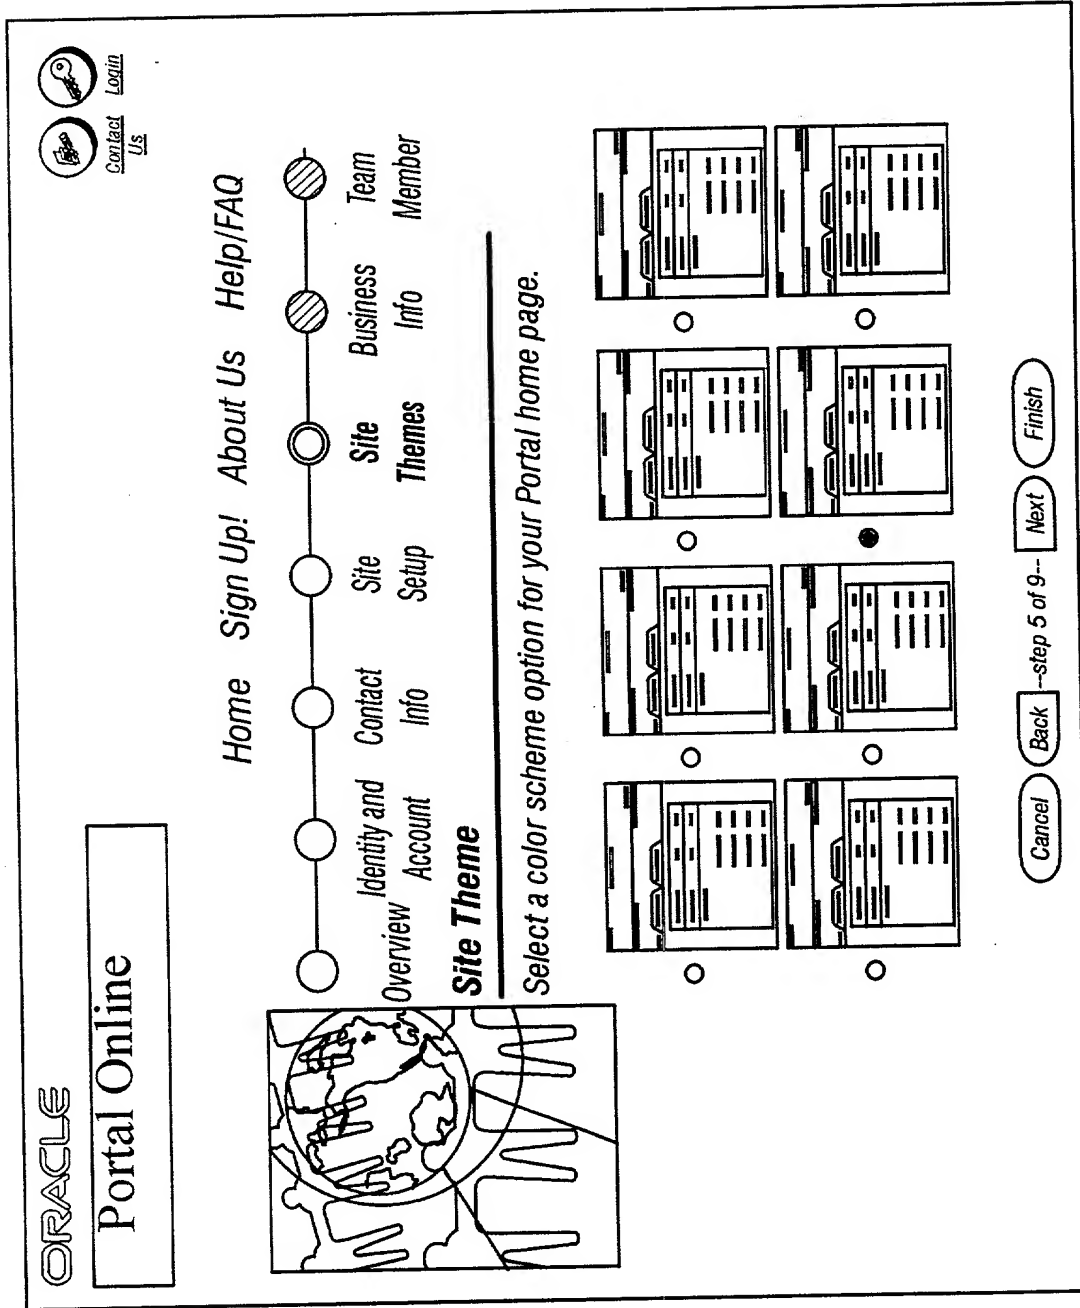 ORACLE
Portal Online
Contact
Us
Login
Home Sign Up! About Us Help/FAQ
Overview
Identity and
Account
Contact
Info
Site
Setup
Site
Themes
Business
Info
Team
Member
Site Theme
Select a color scheme option for your Portal home page.
Cancel Back --step 5 of 9-- Next Finish